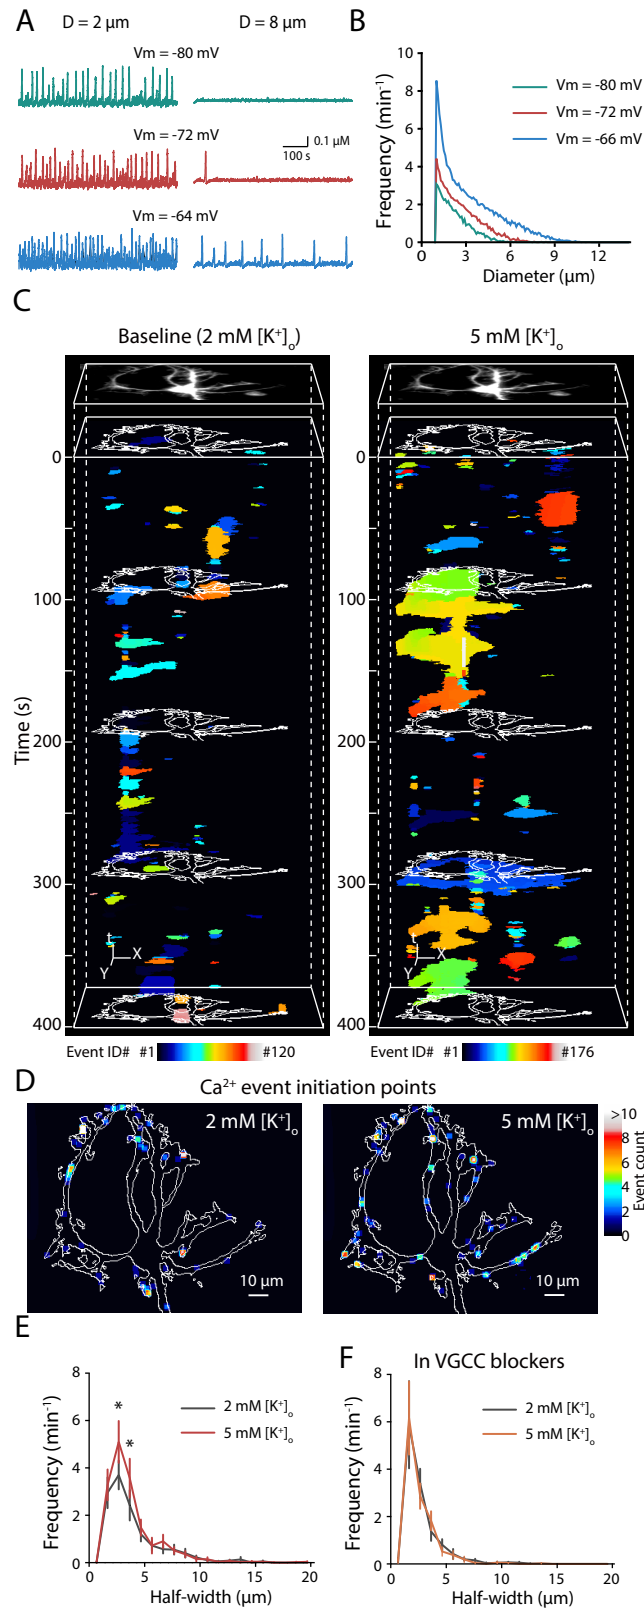 A
D = 2 µm
D = 8 µm
Vm = -80 mV
Vm = -72 mV
0.1 µM
100 s
Vm = -64 mV
B
Frequency (min⁻¹)
10
8
6
4
2
0
Vm = -80 mV
Vm = -72 mV
Vm = -66 mV
0 3 6 9 12
Diameter (µm)
C
Baseline (2 mM [K⁺]ₒ)
5 mM [K⁺]ₒ
Time (s)
0
100
200
300
400
t
X
Y
t
X
Y
Event ID# #1 #120
Event ID# #1 #176
D
Ca²⁺ event initiation points
2 mM [K⁺]ₒ
5 mM [K⁺]ₒ
10 µm
10 µm
>10
8
6
4
2
0
Event count
E
Frequency (min⁻¹)
8
6
4
2
0
* *
2 mM [K⁺]ₒ
5 mM [K⁺]ₒ
0 5 10 15 20
Half-width (µm)
F
In VGCC blockers
Frequency (min⁻¹)
8
6
4
2
0
2 mM [K⁺]ₒ
5 mM [K⁺]ₒ
0 5 10 15 20
Half-width (µm)